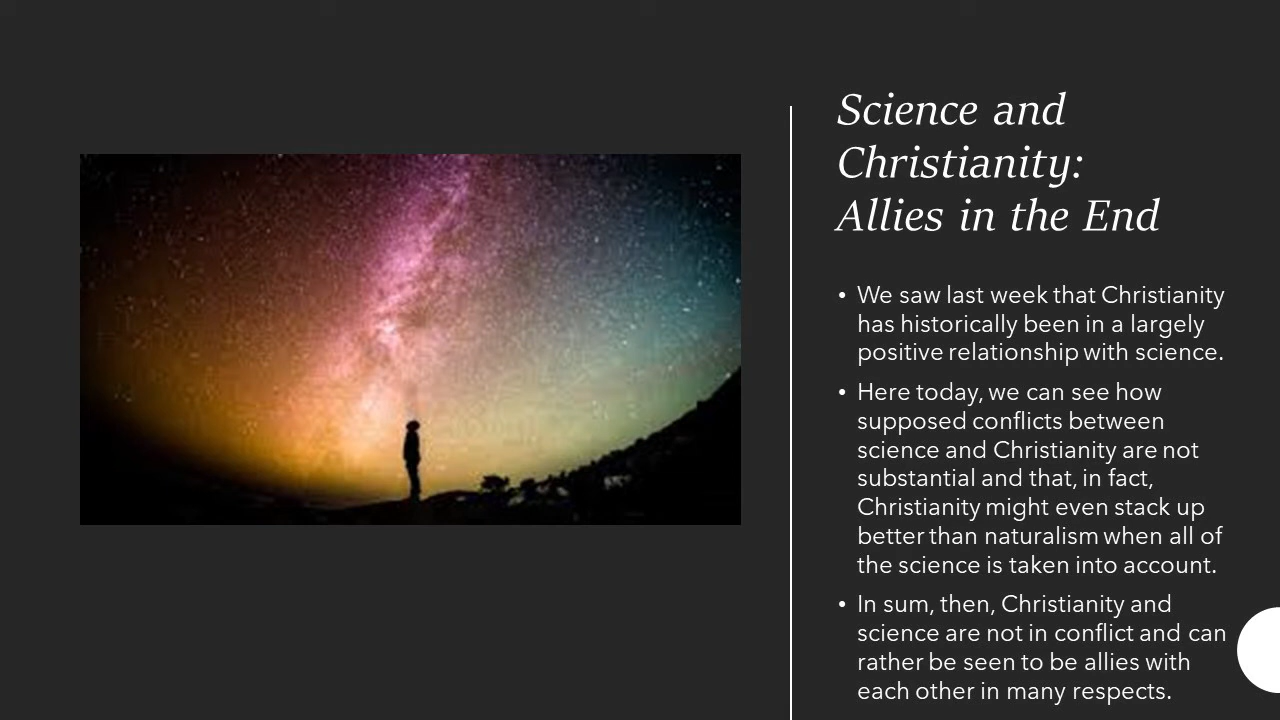 Science and
Christianity:
Allies in the End
• We saw last week that Christianity
has historically been in a largely
positive relationship with science.
• Here today, we can see how
supposed conflicts between
science and Christianity are not
substantial and that, in fact,
Christianity might even stack up
better than naturalism when all of
the science is taken into account.
• In sum, then, Christianity and
science are not in conflict and can
rather be seen to be allies with
each other in many respects.